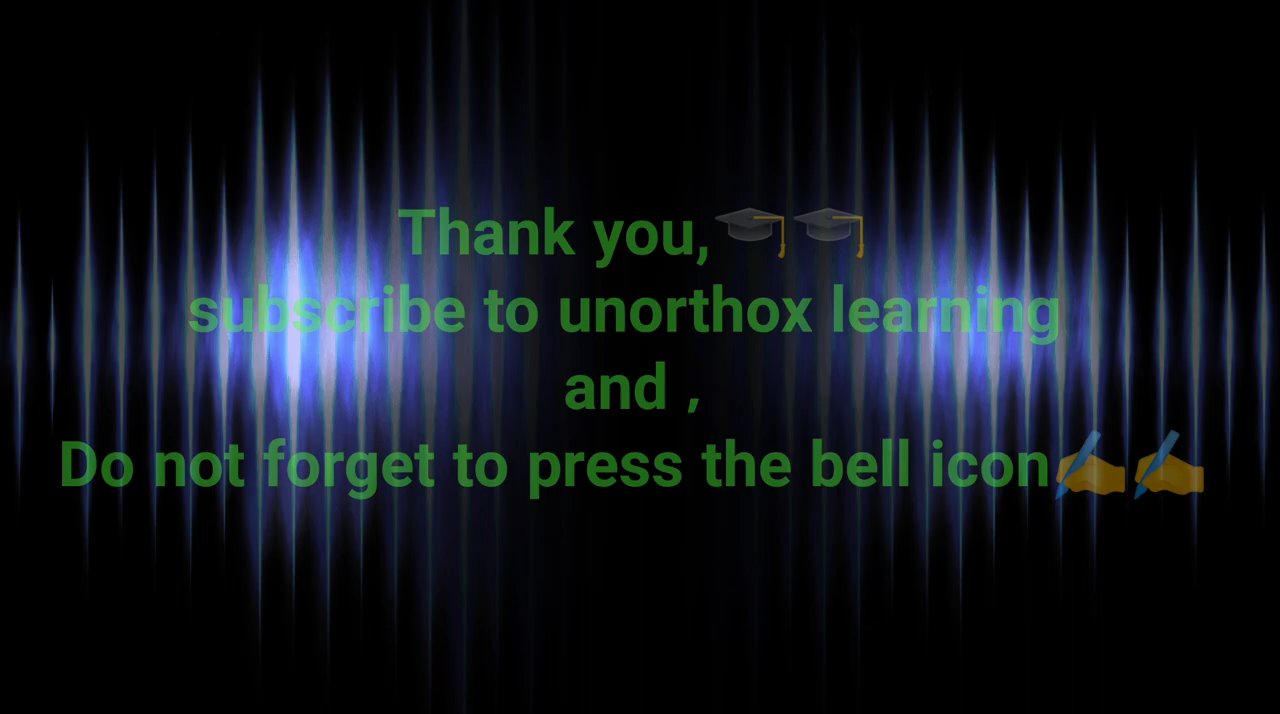 Thank you,🎓🎓
subscribe to unorthox learning
and ,
Do not forget to press the bell icon✍️✍️